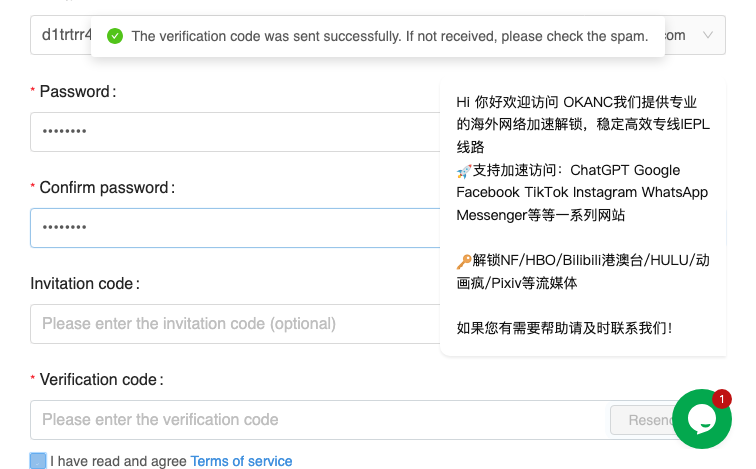 d1trtrr4
The verification code was sent successfully. If not received, please check the spam.
com
* Password :
* Confirm password :
Hi 你好欢迎访问 OKANC我们提供专业
的海外网络加速解锁，稳定高效专线IEPL
线路
🚀支持加速访问：ChatGPT Google
Facebook TikTok Instagram WhatsApp
Messenger等等一系列网站
🔑解锁NF/HBO/Bilibili港澳台/HULU/动
画疯/Pixiv等流媒体
如果您有需要帮助请及时联系我们！
Invitation code :
Please enter the invitation code (optional)
* Verification code :
Please enter the verification code
Resend
1
I have read and agree Terms of service